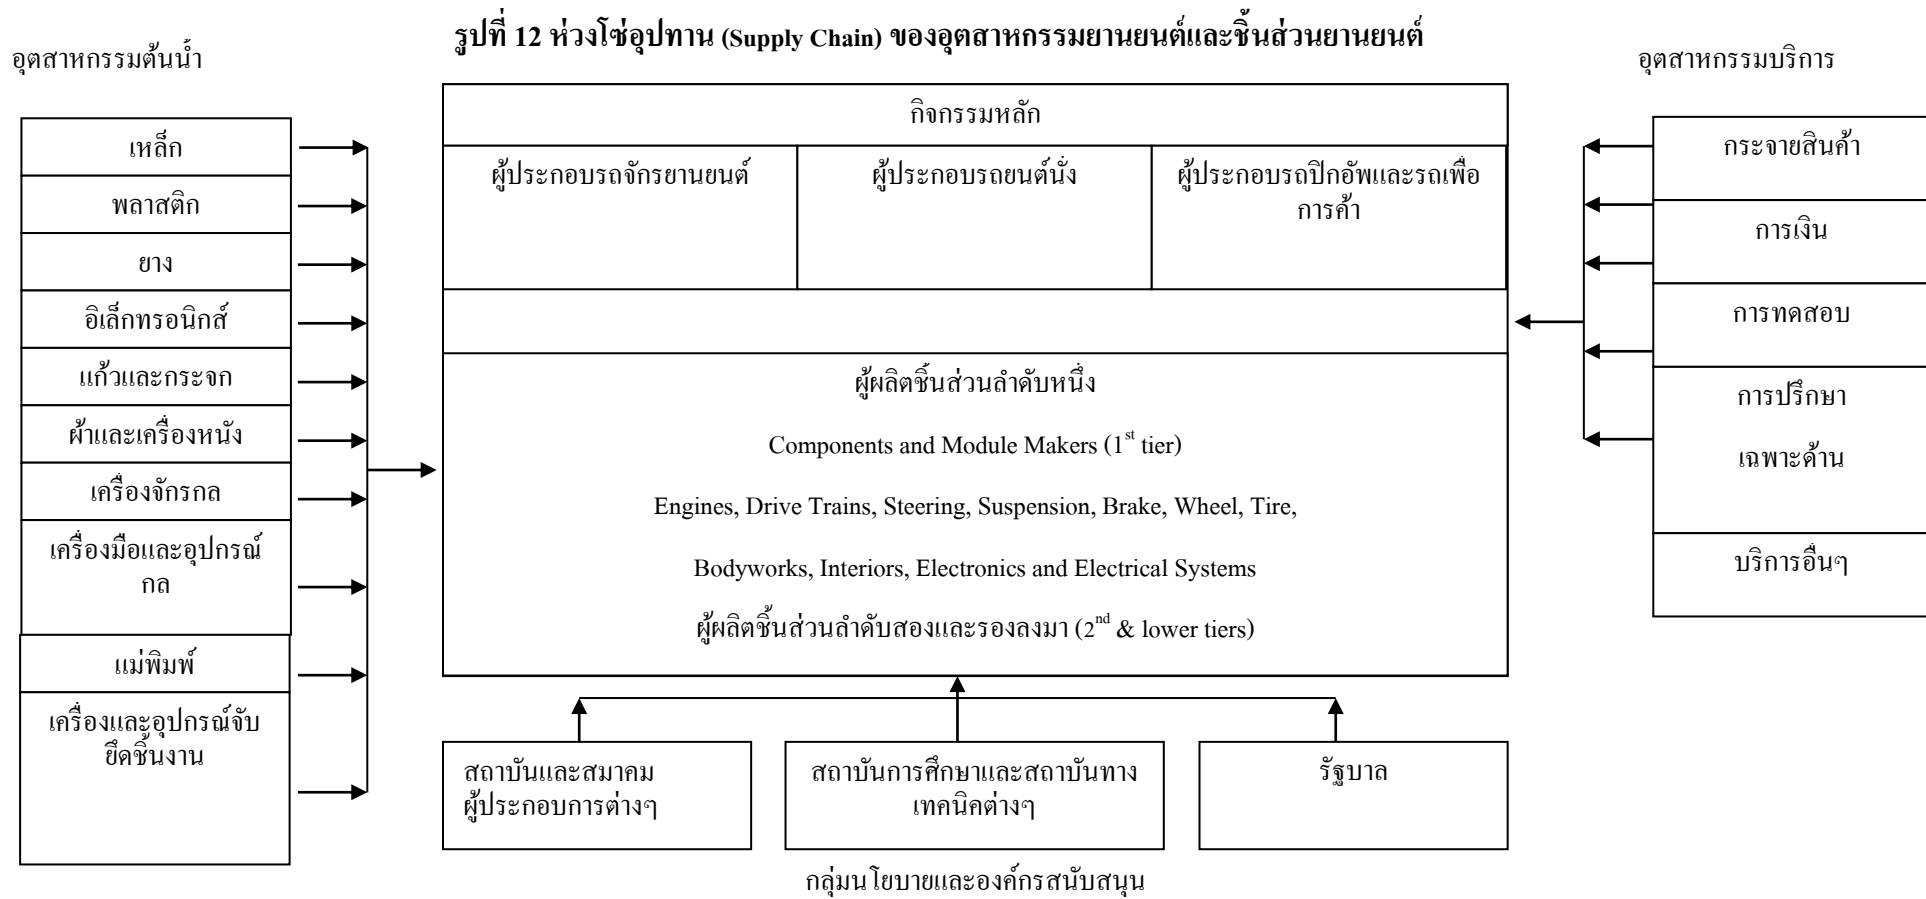 รูปที่ 12 ห่วงโซ่อุปทาน (Supply Chain) ของอุตสาหกรรมยานยนต์และชิ้นส่วนยานยนต์
อุตสาหกรรมต้นน้ำ
เหล็ก
พลาสติก
ยาง
อิเล็กทรอนิกส์
แก้วและกระจก
ผ้าและเครื่องหนัง
เครื่องจักรกล
เครื่องมือและอุปกรณ์
กล
แม่พิมพ์
เครื่องและอุปกรณ์จับ
ยึดชิ้นงาน
กิจกรรมหลัก
ผู้ประกอบรถจักรยานยนต์
ผู้ประกอบรถยนต์นั่ง
ผู้ประกอบรถปิกอัพและรถเพื่อ
การค้า
ผู้ผลิตชิ้นส่วนลำดับหนึ่ง
Components and Module Makers (1st tier)
Engines, Drive Trains, Steering, Suspension, Brake, Wheel, Tire,
Bodyworks, Interiors, Electronics and Electrical Systems
ผู้ผลิตชิ้นส่วนลำดับสองและรองลงมา (2nd & lower tiers)
อุตสาหกรรมบริการ
กระจายสินค้า
การเงิน
การทดสอบ
การปรึกษา
เฉพาะด้าน
บริการอื่นๆ
สถาบันและสมาคม
ผู้ประกอบการต่างๆ
สถาบันการศึกษาและสถาบันทาง
เทคนิคต่างๆ
รัฐบาล
กลุ่มนโยบายและองค์กรสนับสนุน